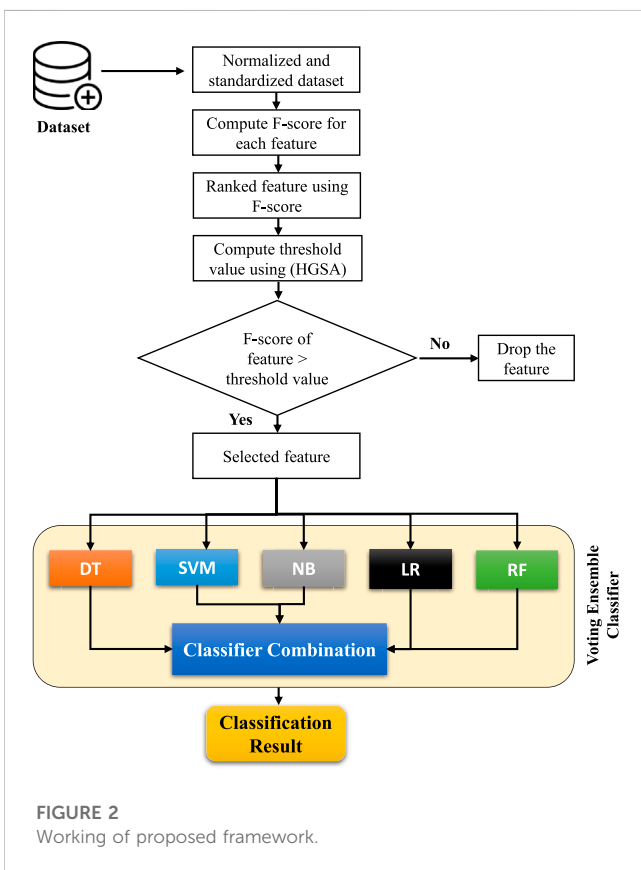 Dataset
Normalized and
standardized dataset
Compute F-score for
each feature
Ranked feature using
F-score
Compute threshold
value using (HGSA)
F-score of
feature >
threshold value
No
Drop the
feature
Yes
Selected feature
DT
SVM
NB
LR
RF
Classifier Combination
Voting Ensemble
Classifier
Classification
Result
FIGURE 2
Working of proposed framework.